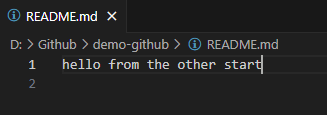 README.md ×
D: > Github > demo-github > README.md
1 hello from the other start
2